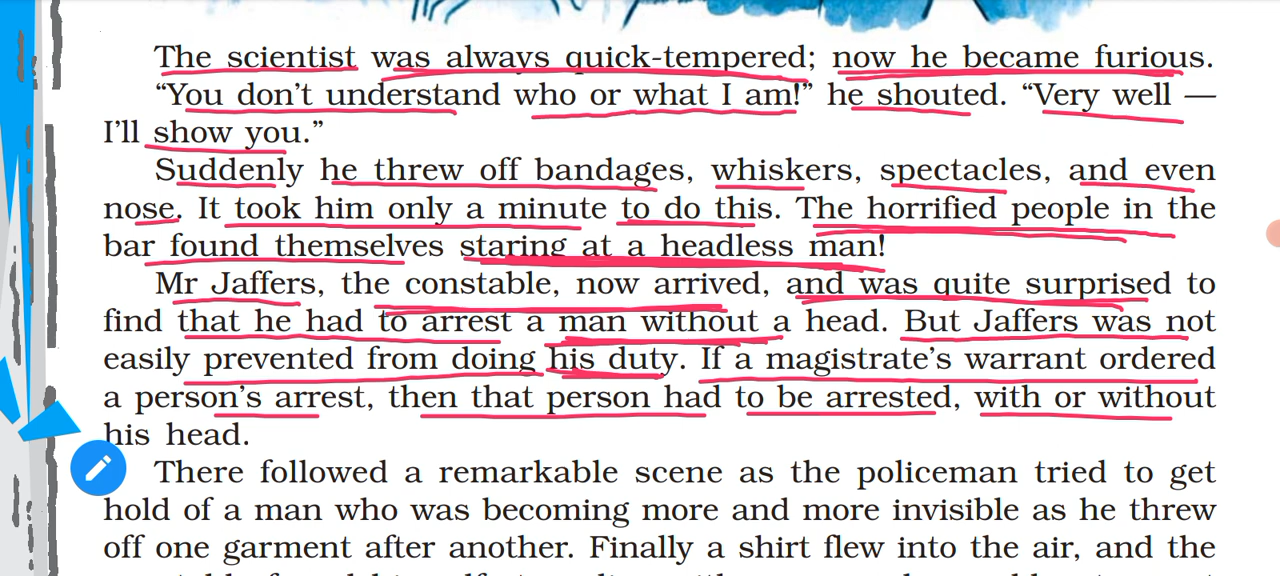 The scientist was always quick-tempered; now he became furious.
“You don’t understand who or what I am!” he shouted. “Very well —
I’ll show you.”
Suddenly he threw off bandages, whiskers, spectacles, and even
nose. It took him only a minute to do this. The horrified people in the
bar found themselves staring at a headless man!
Mr Jaffers, the constable, now arrived, and was quite surprised to
find that he had to arrest a man without a head. But Jaffers was not
easily prevented from doing his duty. If a magistrate’s warrant ordered
a person’s arrest, then that person had to be arrested, with or without
his head.
There followed a remarkable scene as the policeman tried to get
hold of a man who was becoming more and more invisible as he threw
off one garment after another. Finally a shirt flew into the air, and the